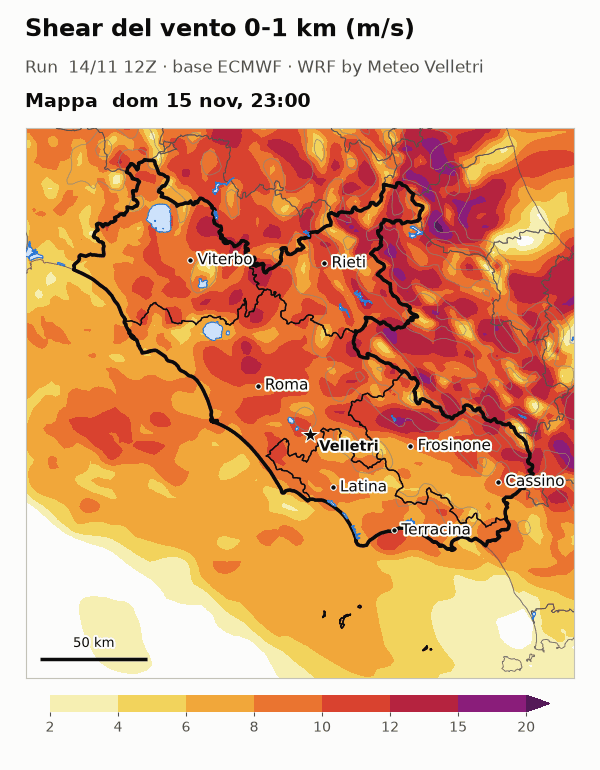 Shear del vento 0-1 km (m/s)
Run  14/11 12Z · base ECMWF · WRF by Meteo Velletri
Mappa  dom 15 nov, 23:00
Viterbo
Rieti
Roma
Velletri
Frosinone
Cassino
Latina
Terracina
50 km
2 4 6 8 10 12 15 20